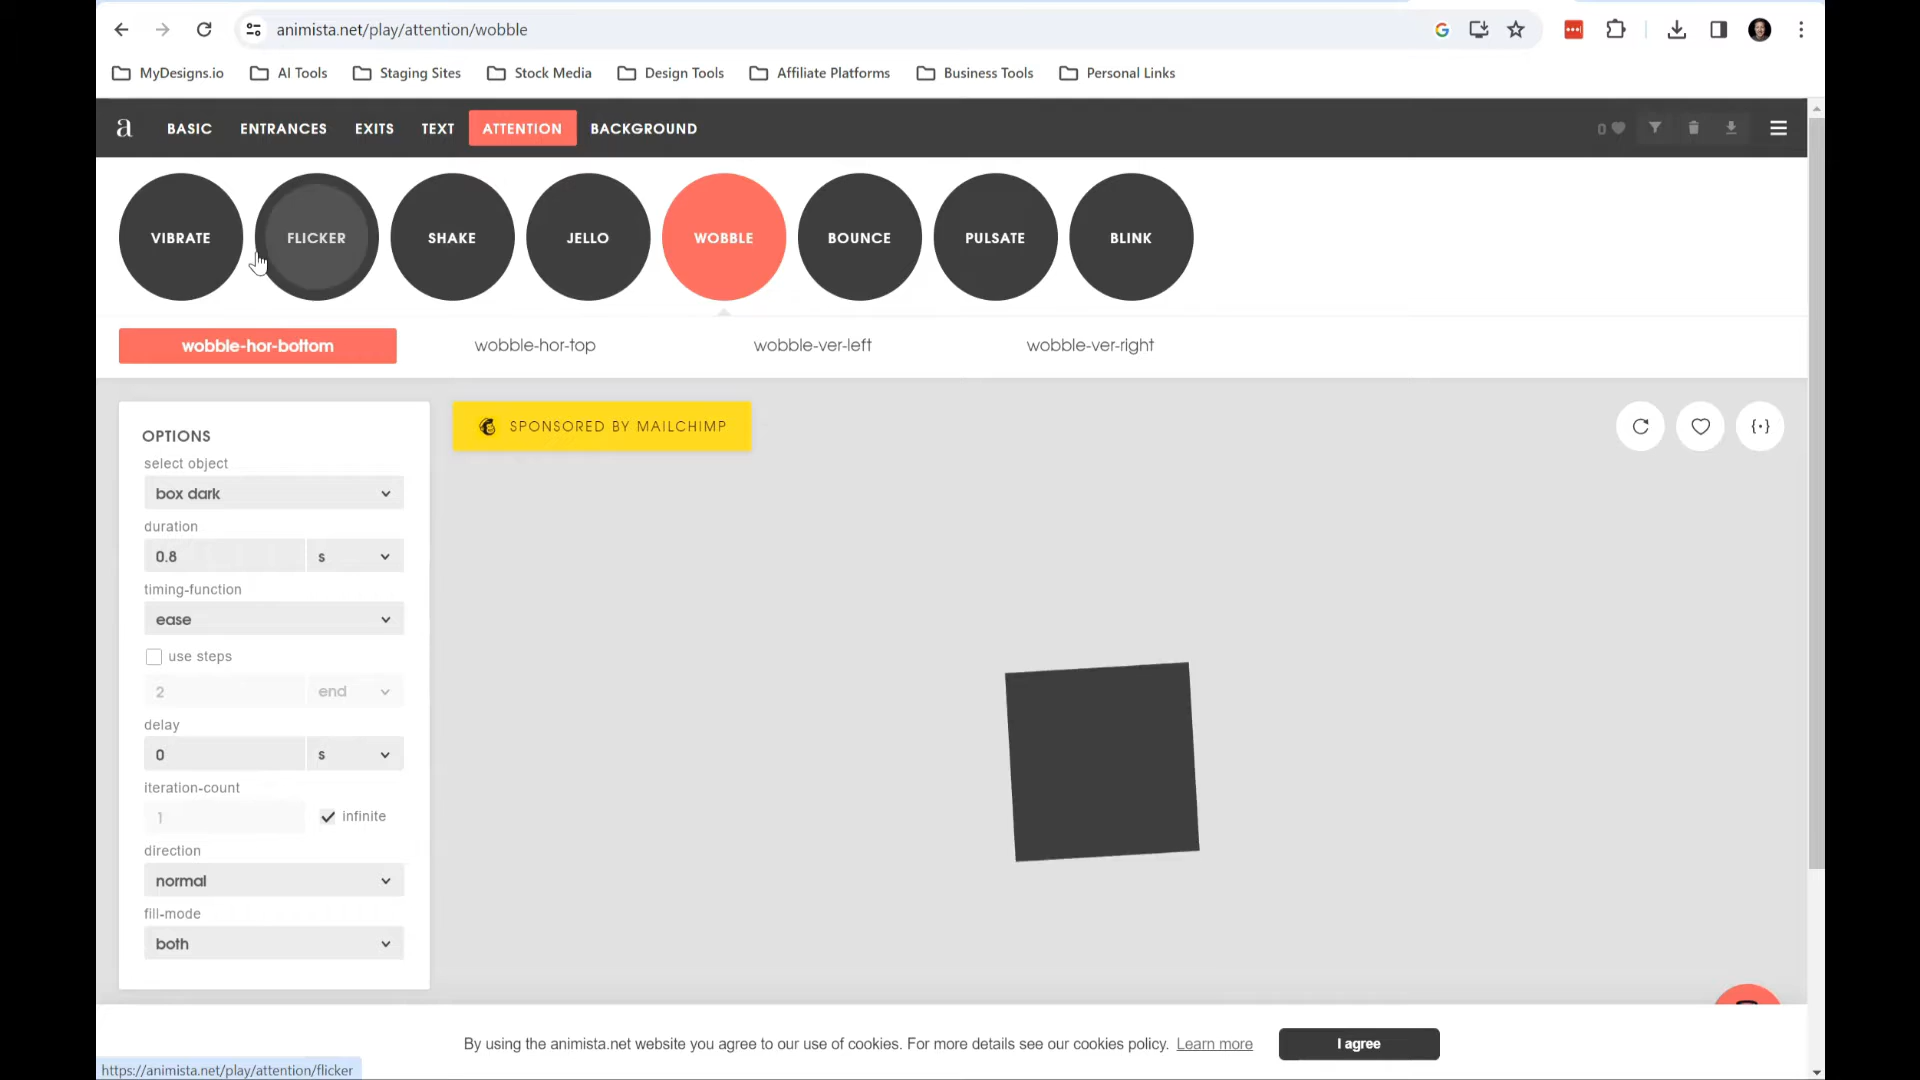 animista.net/play/attention/wobble
MyDesigns.io AI Tools Staging Sites Stock Media Design Tools Affiliate Platforms Business Tools Personal Links
a BASIC ENTRANCES EXITS TEXT ATTENTION BACKGROUND 0
VIBRATE FLICKER SHAKE JELLO WOBBLE BOUNCE PULSATE BLINK
wobble-hor-bottom wobble-hor-top wobble-ver-left wobble-ver-right
OPTIONS
SPONSORED BY MAILCHIMP
{·}
select object
box dark
duration
0.8 s
timing-function
ease
use steps
2 end
delay
0 s
iteration-count
1 infinite
direction
normal
fill-mode
both
By using the animista.net website you agree to our use of cookies. For more details see our cookies policy. Learn more I agree
https://animista.net/play/attention/flicker